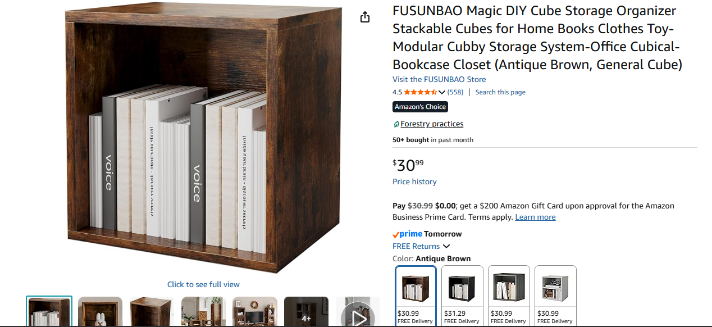 FUSUNBAO Magic DIY Cube Storage Organizer
Stackable Cubes for Home Books Clothes Toy-
Modular Cubby Storage System-Office Cubical-
Bookcase Closet (Antique Brown, General Cube)
Visit the FUSUNBAO Store
4.5 (558) | Search this page
Amazon's Choice
Forestry practices
50+ bought in past month
$30 99
Price history
Pay $30.99 $0.00; get a $200 Amazon Gift Card upon approval for the Amazon
Business Prime Card. Terms apply. Learn more
prime Tomorrow
FREE Returns
Color: Antique Brown
$30.99
FREE Delivery
$31.29
FREE Delivery
$30.99
FREE Delivery
$30.99
FREE Delivery
voice
voice
Click to see full view
4+